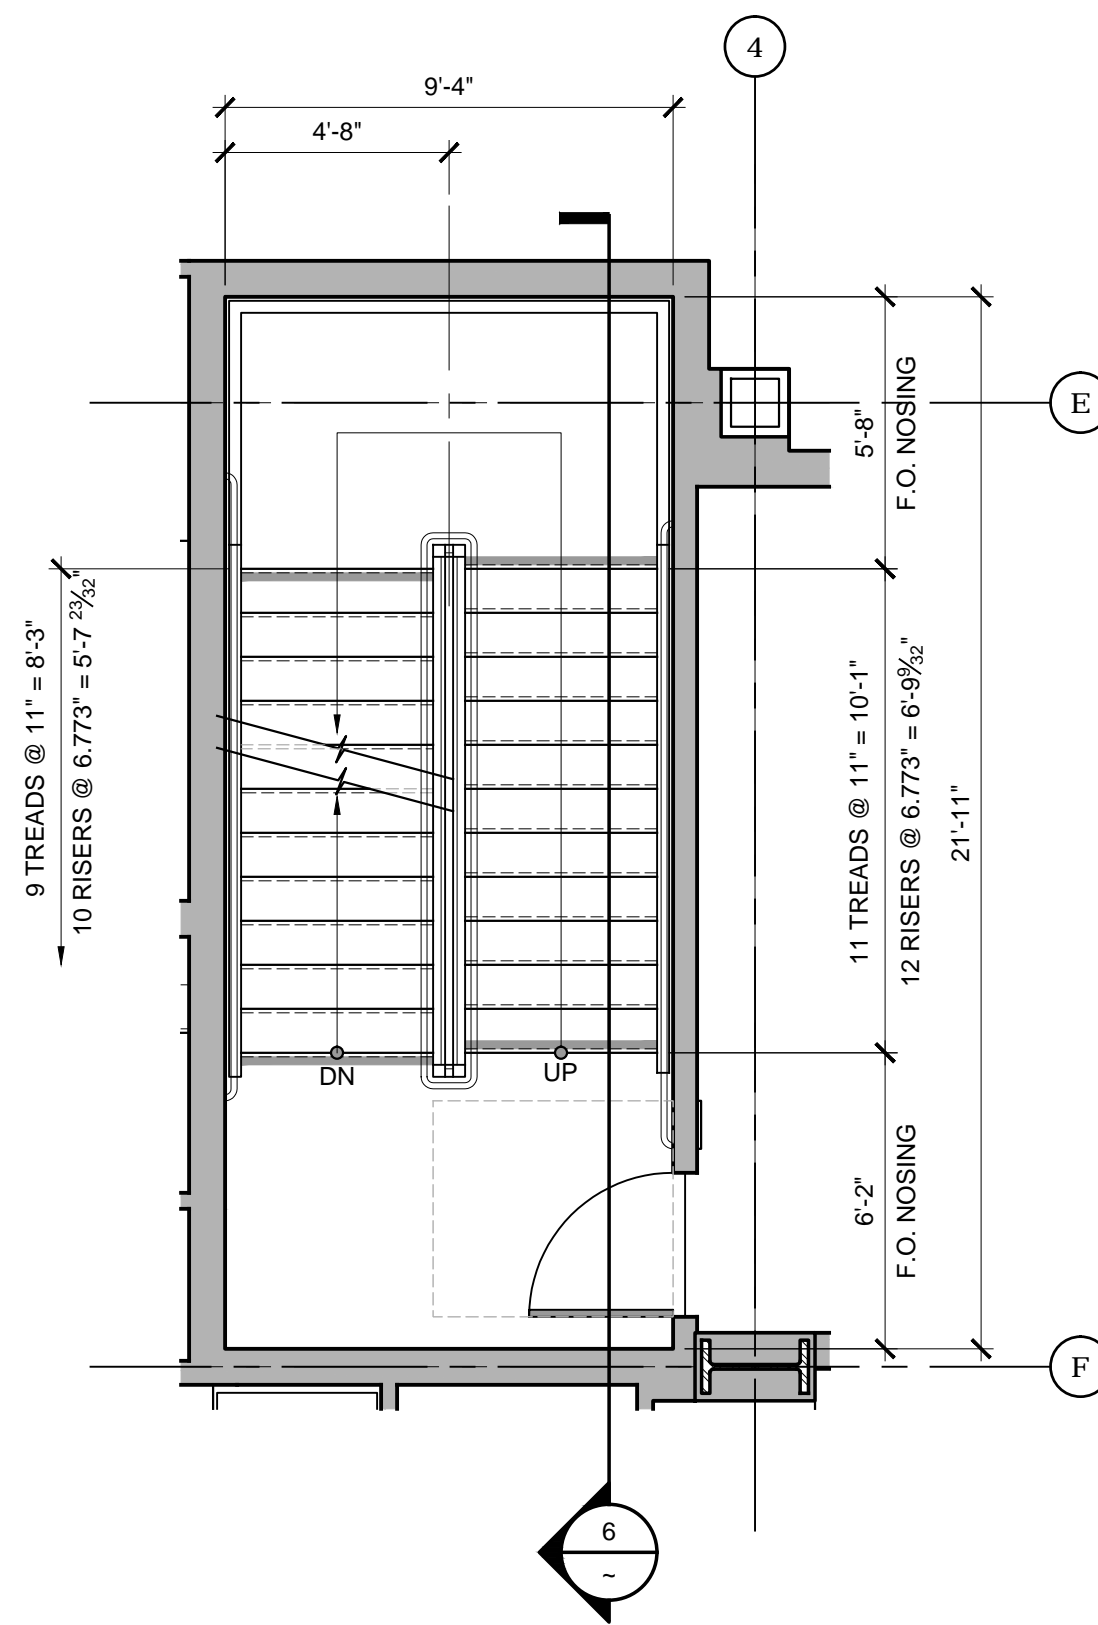 4
9'-4"
4'-8"
E
5'-8"
F.O. NOSING
9 TREADS @ 11" = 8'-3"
10 RISERS @ 6.773" = 5'-7 23/32"
11 TREADS @ 11" = 10'-1"
12 RISERS @ 6.773" = 6'-9 9/32"
21'-11"
DN
UP
6'-2"
F.O. NOSING
F
6
~